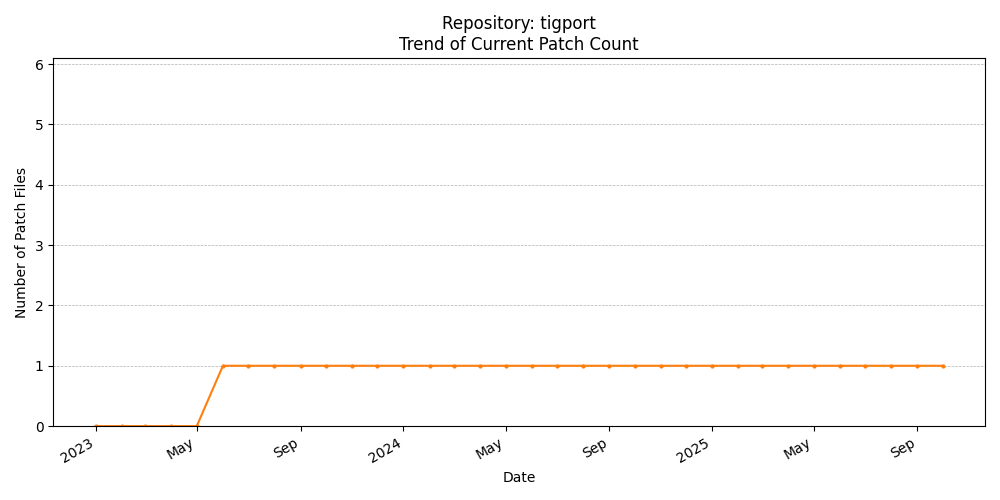 Repository: tigport
Trend of Current Patch Count
6
5
4
3
2
1
0
Number of Patch Files
2023
May
Sep
2024
May
Sep
2025
May
Sep
Date